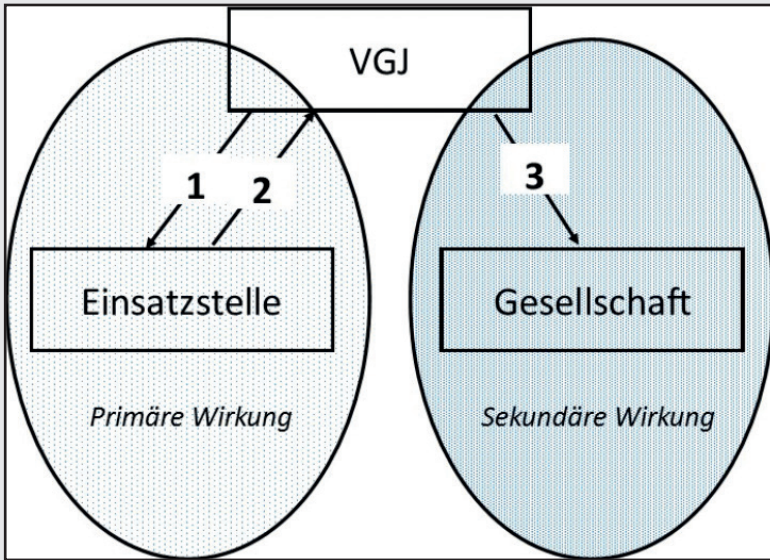 VGJ
1
2
3
Einsatzstelle
Gesellschaft
Primäre Wirkung
Sekundäre Wirkung